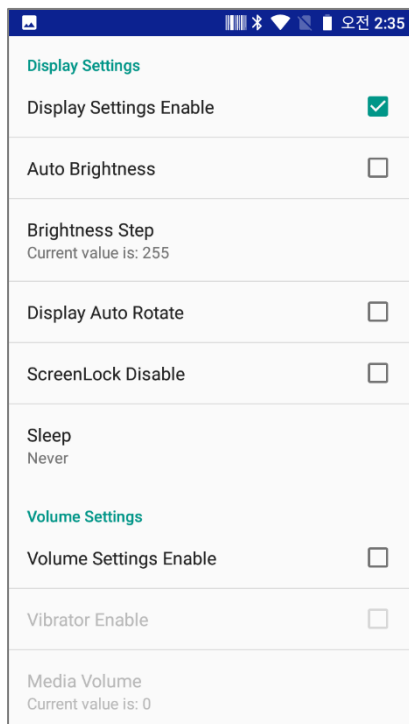 오전 2:35
Display Settings
Display Settings Enable
Auto Brightness
Brightness Step
Current value is: 255
Display Auto Rotate
ScreenLock Disable
Sleep
Never
Volume Settings
Volume Settings Enable
Vibrator Enable
Media Volume
Current value is: 0